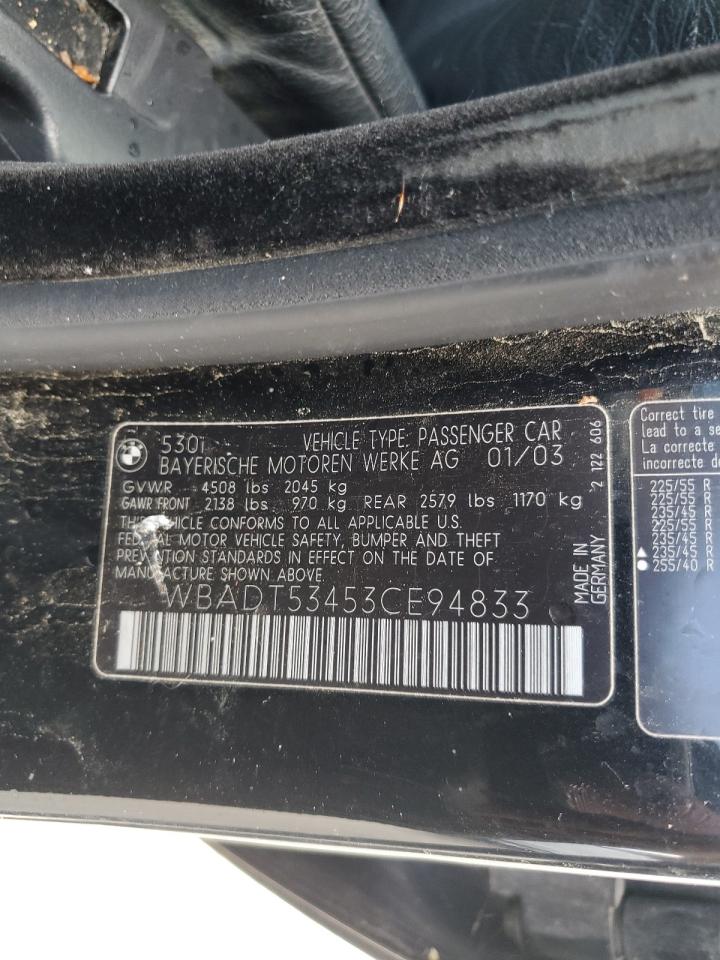 530i VEHICLE TYPE: PASSENGER CAR
BAYERISCHE MOTOREN WERKE AG 01/03
GVWR 4508 lbs 2045 kg
GAWR FRONT 2138 lbs 970 kg REAR 2579 lbs 1170 kg
THIS VEHICLE CONFORMS TO ALL APPLICABLE U.S.
FEDERAL MOTOR VEHICLE SAFETY, BUMPER AND THEFT
PREVENTION STANDARDS IN EFFECT ON THE DATE OF
MANUFACTURE SHOWN ABOVE.
WBADT53453CE94833
MADE IN
GERMANY
2 122 606
Correct tire
lead to a se
La correcte
incorrecte do
225/55 R
225/55 R
235/45 R
225/55 R
235/45 R
235/45 R
255/40 R